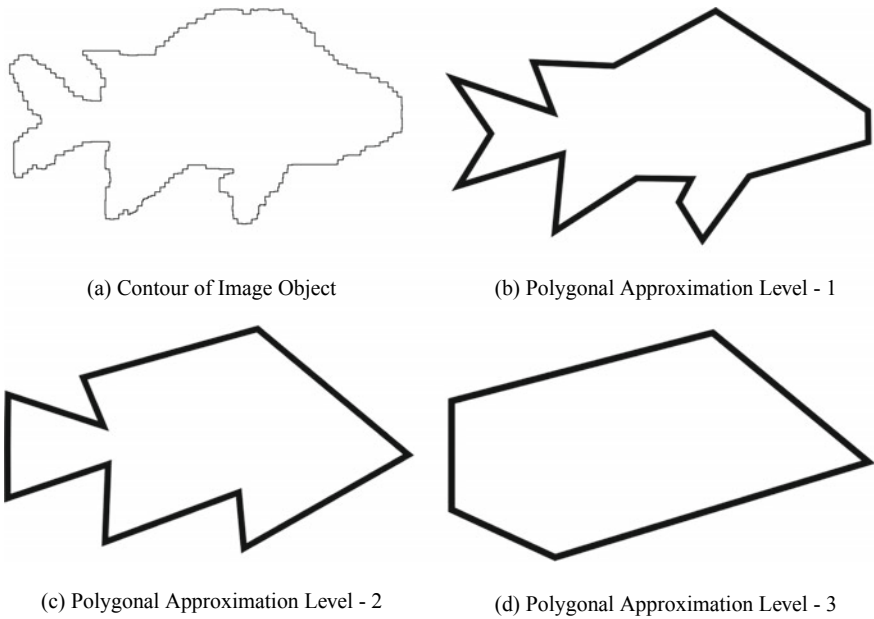 (a) Contour of Image Object
(b) Polygonal Approximation Level - 1
(c) Polygonal Approximation Level - 2
(d) Polygonal Approximation Level - 3